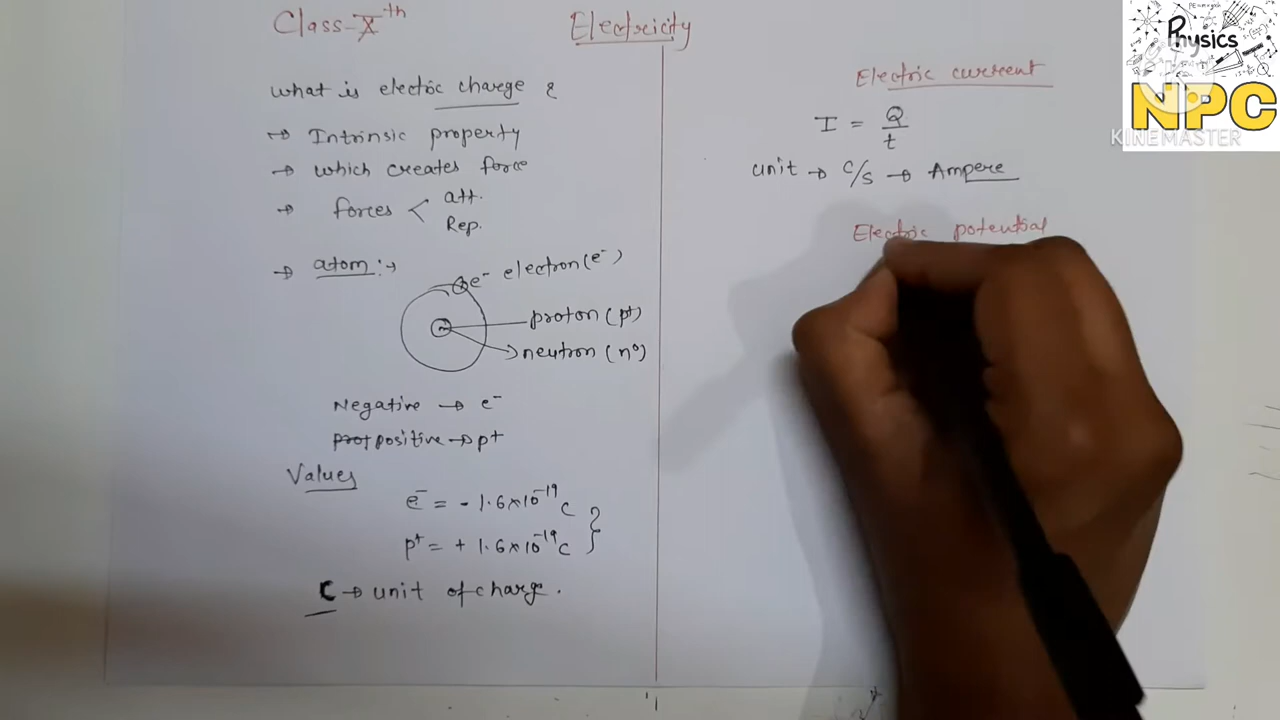 Class-Xth
Electricity
what is electric charge ?
→ Intrinsic property
→ which creates force
→ forces < att.
Rep.
→ atom :→
e⁻ electron (e⁻)
proton (p⁺)
neutron (n⁰)
Negative → e⁻
prot positive → p⁺
Values
e⁻ = - 1.6×10⁻¹⁹ C
p⁺ = + 1.6×10⁻¹⁹ C
C → unit of charge.
Electric current
I = Q/t
unit → C/s → Ampere
Electric potential
Physics
NPC
KINEMASTER